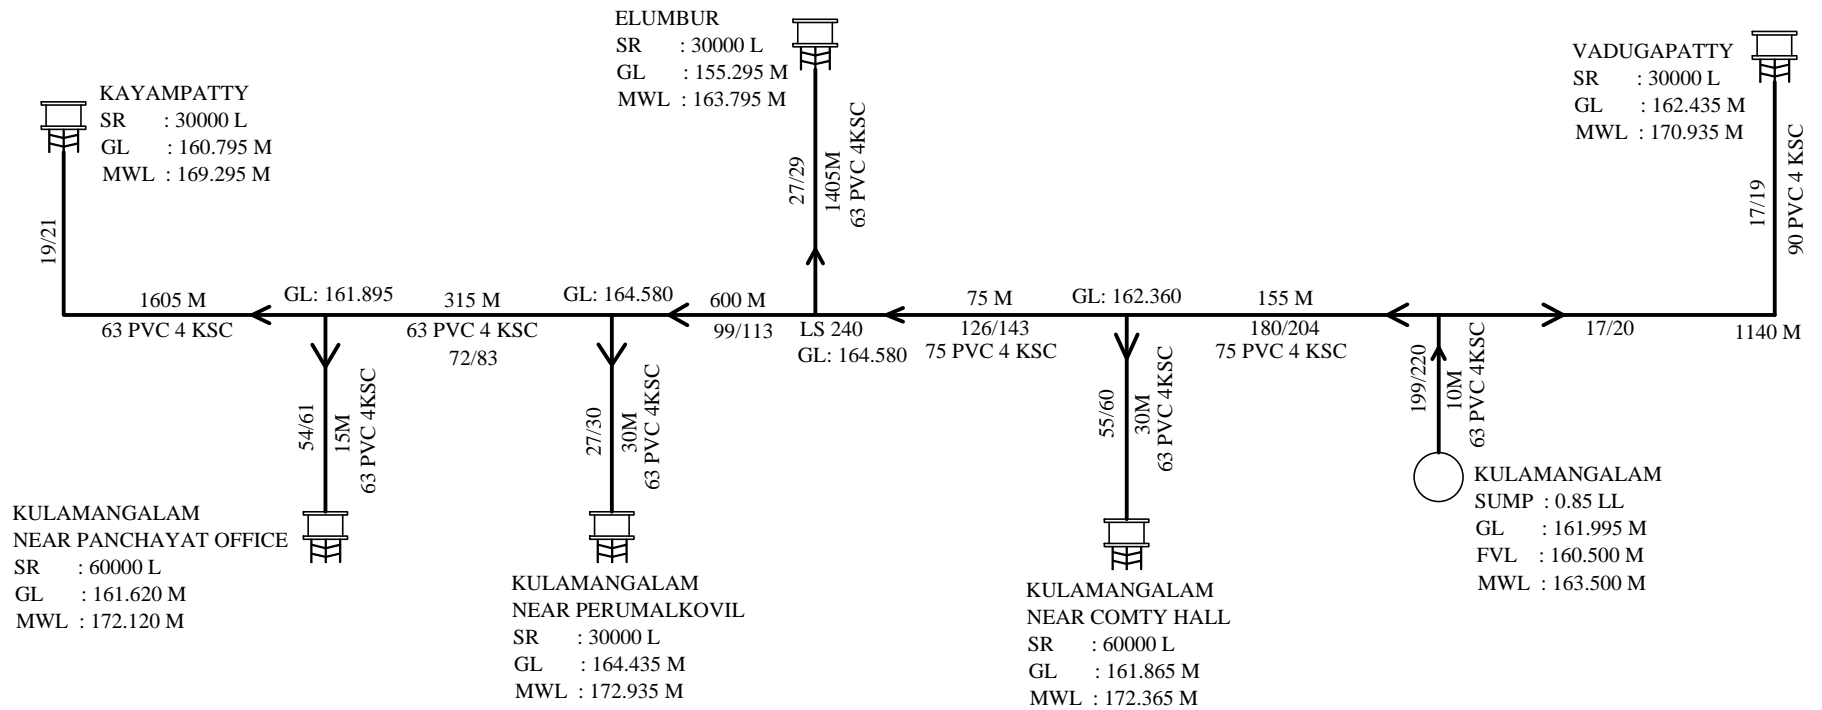 ELUMBUR
SR : 30000 L
GL : 155.295 M
MWL : 163.795 M
VADUGAPATTY
SR : 30000 L
GL : 162.435 M
MWL : 170.935 M
KAYAMPATTY
SR : 30000 L
GL : 160.795 M
MWL : 169.295 M
19/21
27/29
1405M
63 PVC 4KSC
17/19
90 PVC 4 KSC
1605 M
63 PVC 4 KSC
GL: 161.895
315 M
63 PVC 4 KSC
72/83
GL: 164.580
600 M
99/113
LS 240
GL: 164.580
75 M
126/143
75 PVC 4 KSC
GL: 162.360
155 M
180/204
75 PVC 4 KSC
17/20
1140 M
54/61
15M
63 PVC 4KSC
27/30
30M
63 PVC 4KSC
55/60
30M
63 PVC 4KSC
199/220
10M
63 PVC 4KSC
KULAMANGALAM
NEAR PANCHAYAT OFFICE
SR : 60000 L
GL : 161.620 M
MWL : 172.120 M
KULAMANGALAM
NEAR PERUMALKOVIL
SR : 30000 L
GL : 164.435 M
MWL : 172.935 M
KULAMANGALAM
NEAR COMTY HALL
SR : 60000 L
GL : 161.865 M
MWL : 172.365 M
KULAMANGALAM
SUMP : 0.85 LL
GL : 161.995 M
FVL : 160.500 M
MWL : 163.500 M